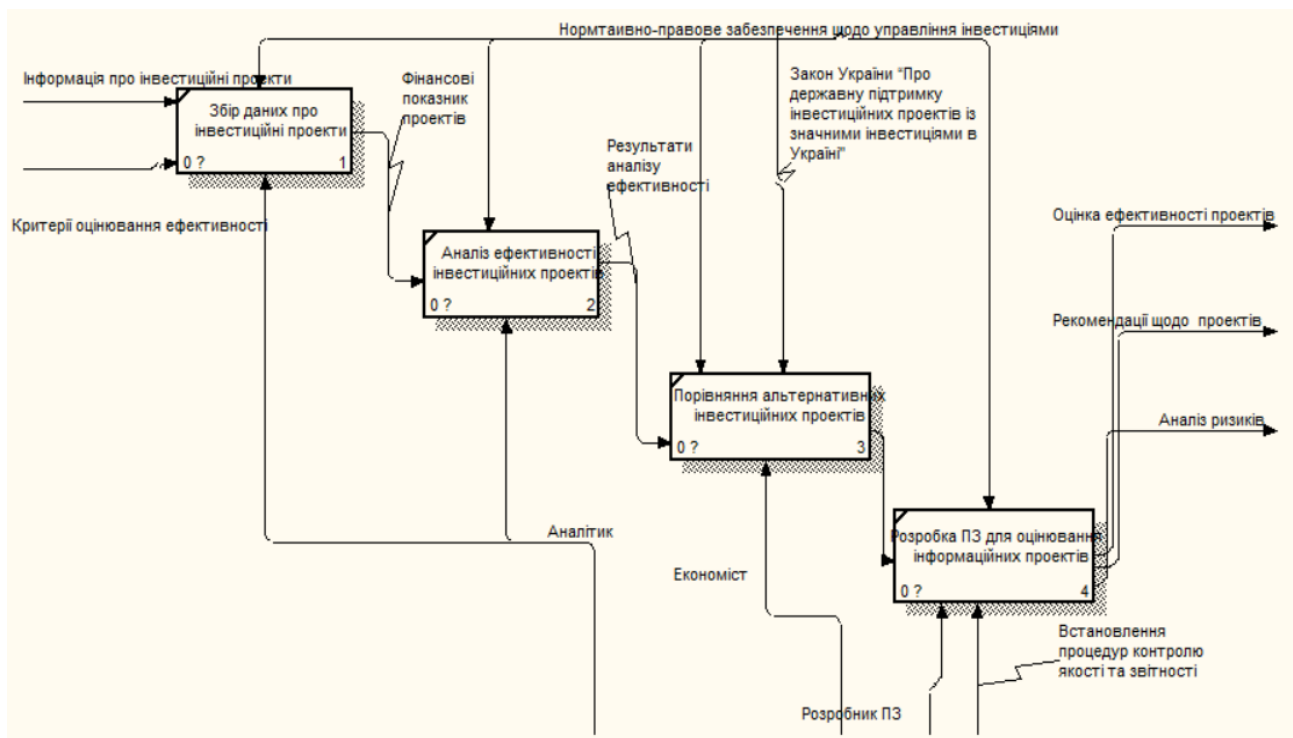 Нормтаивно-правове забезпечення щодо управління інвестиціями
Інформація про інвестиційні проекти
Збір даних про
інвестиційні проекти
0 ?
1
Фінансові
показник
проектів
Закон України "Про
державну підтримку
інвестиційних проектів із
значними інвестиціями в
Україні"
Результати
аналізу
ефективності
Критерії оцінювання ефективності
Оцінка ефективності проектів
Аналіз ефективності
інвестиційних проектів
0 ?
2
Рекомендації щодо проектів
Порівняння альтернативних
інвестиційних проектів
0 ?
3
Аналіз ризиків
Аналітик
Розробка ПЗ для оцінювання
інформаційних проектів
0 ?
4
Економіст
Встановлення
процедур контролю
якості та звітності
Розробник ПЗ